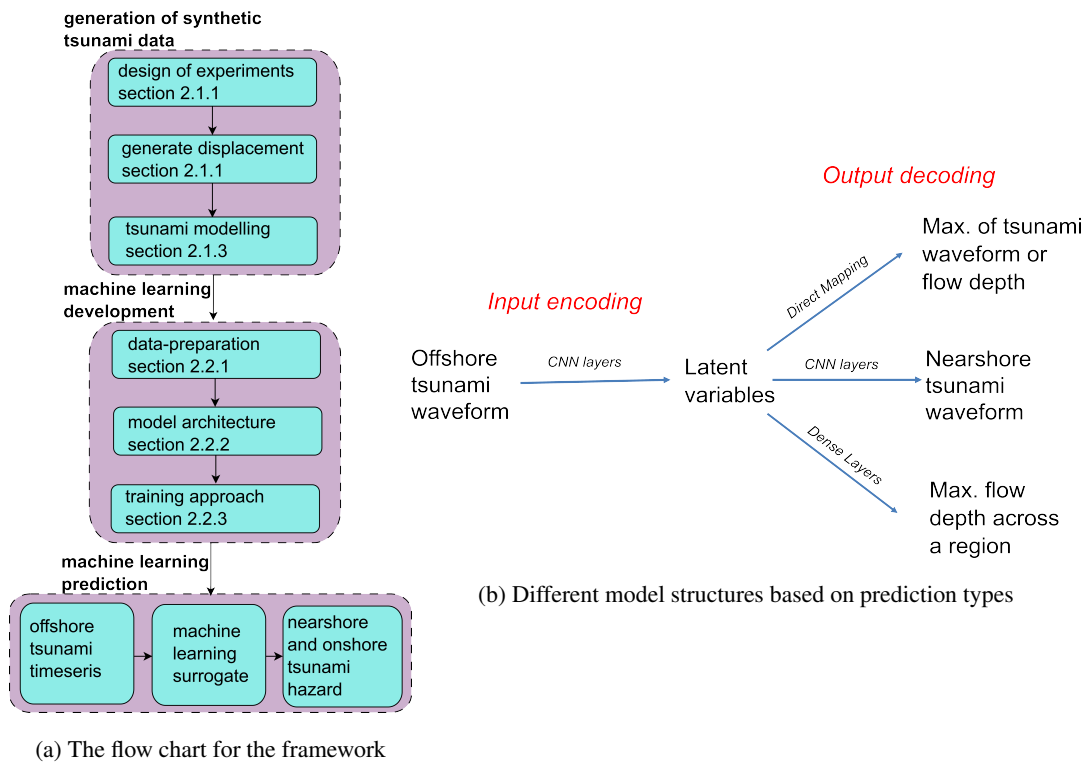 generation of synthetic
tsunami data
design of experiments
section 2.1.1
generate displacement
section 2.1.1
tsunami modelling
section 2.1.3
machine learning
development
data-preparation
section 2.2.1
model architecture
section 2.2.2
training approach
section 2.2.3
machine learning
prediction
offshore
tsunami
timeseris
machine
learning
surrogate
nearshore
and onshore
tsunami
hazard
(a) The flow chart for the framework
Input encoding
Output decoding
Offshore
tsunami
waveform
CNN layers
Latent
variables
Direct Mapping
Max. of tsunami
waveform or
flow depth
CNN layers
Nearshore
tsunami
waveform
Dense Layers
Max. flow
depth across
a region
(b) Different model structures based on prediction types